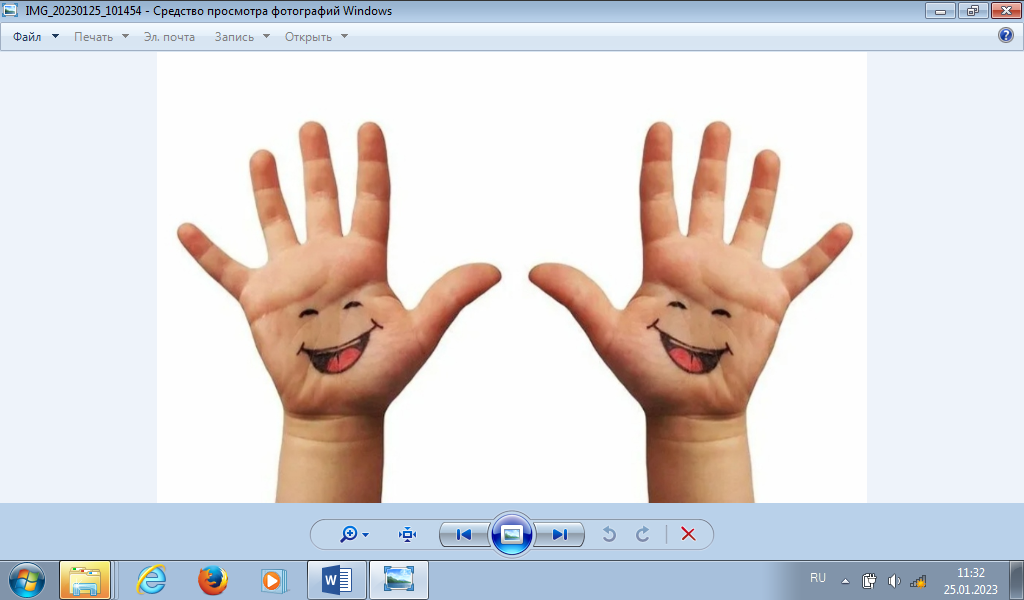 IMG_20230125_101454 - Средство просмотра фотографий Windows
Файл Печать Эл. почта Запись Открыть
RU 11:32
25.01.2023